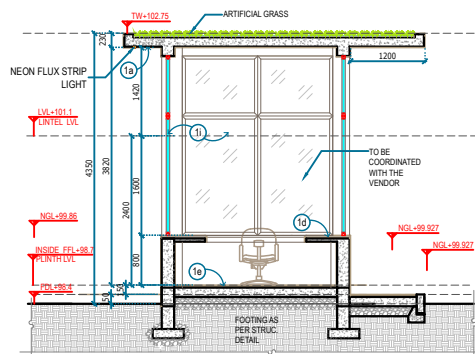 TW+102.75
ARTIFICIAL GRASS
230
NEON FLUX STRIP
LIGHT
1a
1200
1420
LVL+101.1
LINTEL LVL
1i
4350
3820
TO BE
COORDINATED
WITH THE
VENDOR
2400
1600
NGL+99.86
1d
NGL+99.927
NGL+99.927
INSIDE FFL+98.7
PLINTH LVL
800
1e
FDL+98.4
150
150
FOOTING AS
PER STRUC.
DETAIL